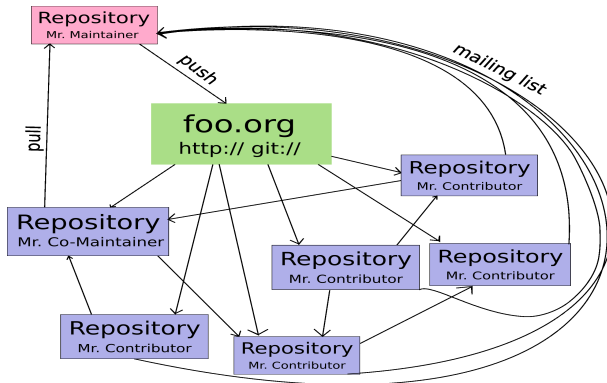 Repository
Mr. Maintainer
push
mailing list
foo.org
http:// git://
pull
Repository
Mr. Contributor
Repository
Mr. Co-Maintainer
Repository
Mr. Contributor
Repository
Mr. Contributor
Repository
Mr. Contributor
Repository
Mr. Contributor